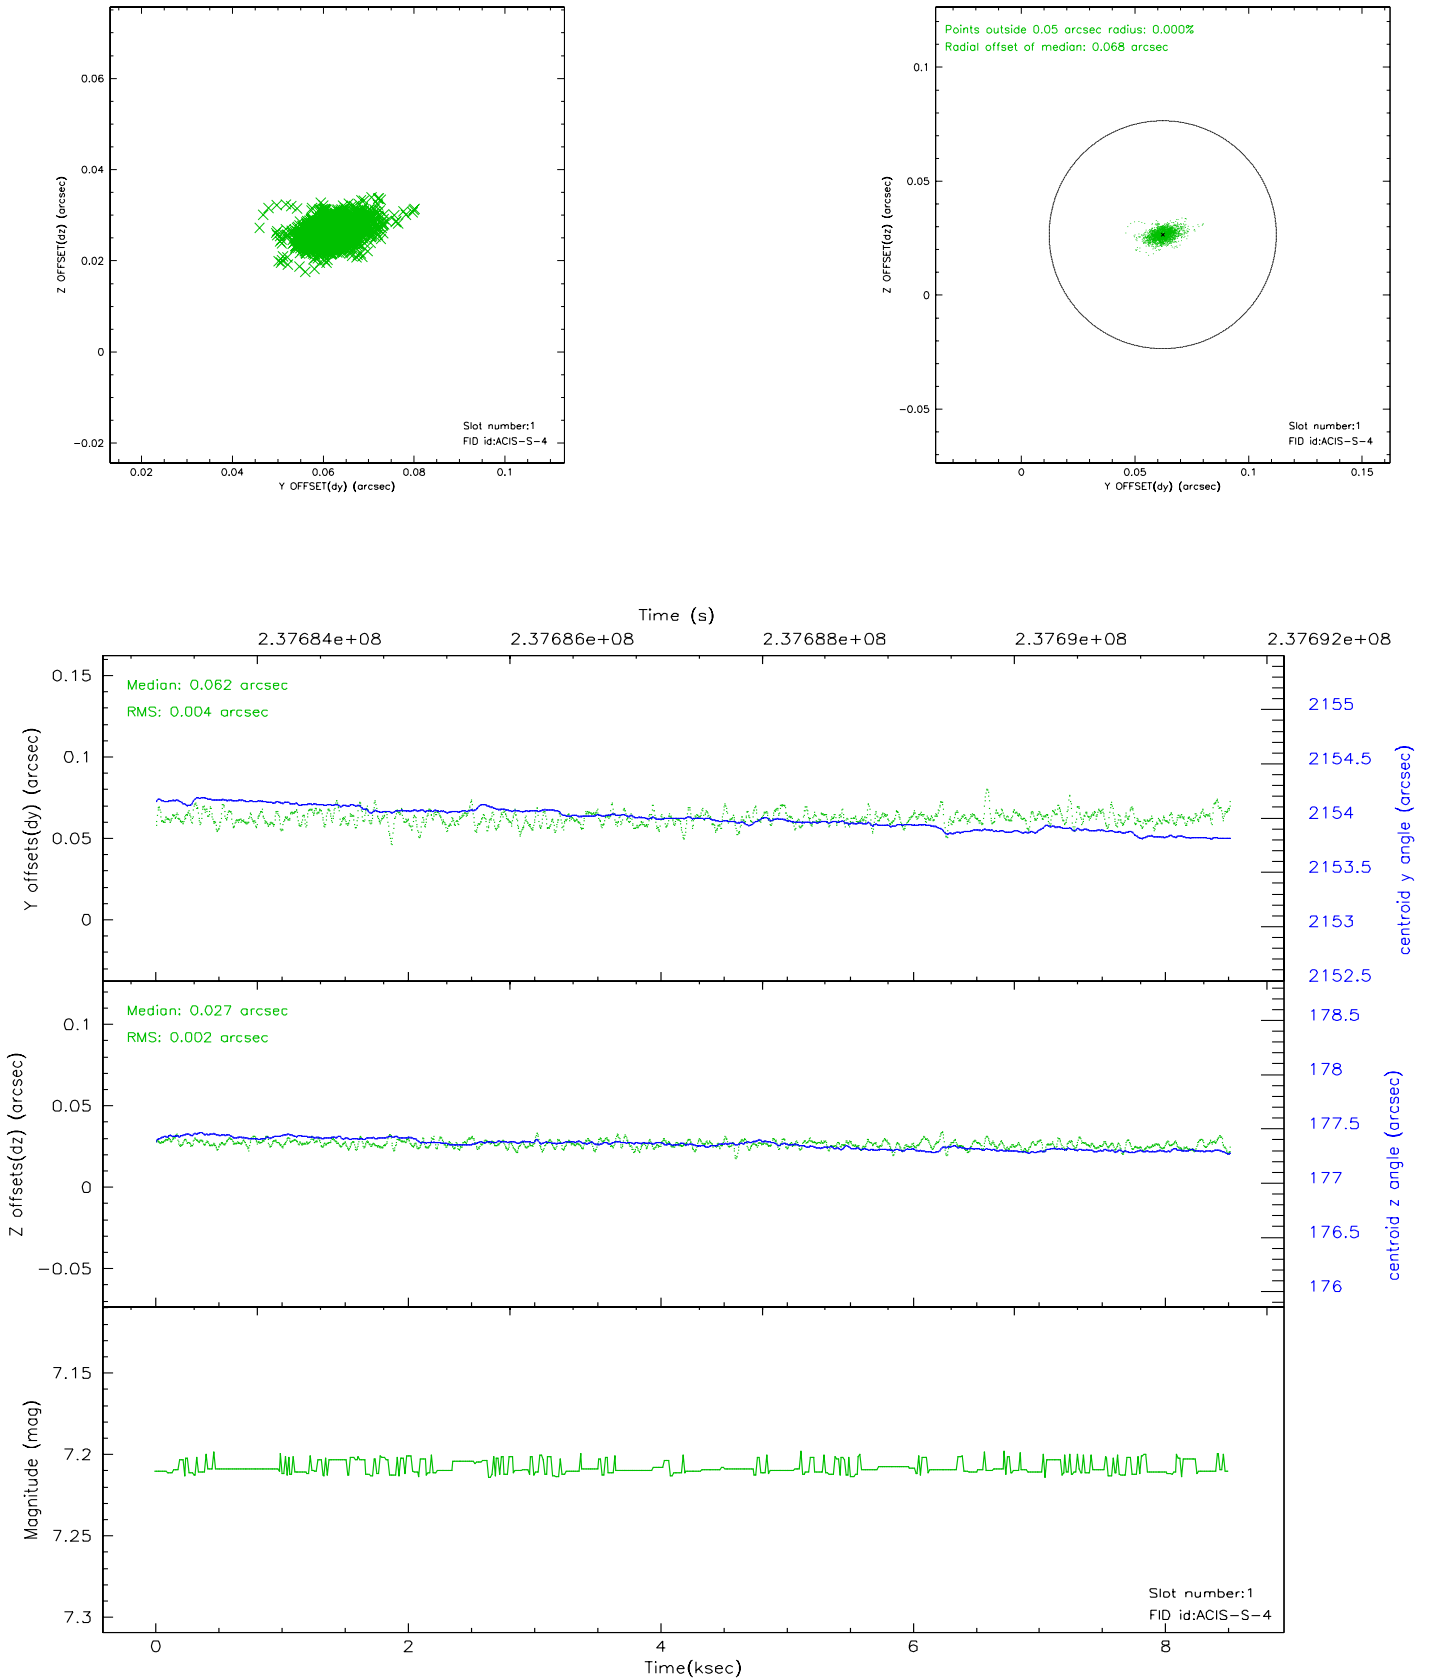 0.06
0.04
0.02
0
−0.02
Z OFFSET(dz) (arcsec)
Slot number:1
FID id:ACIS−S−4
0.02 0.04 0.06 0.08 0.1
Y OFFSET(dy) (arcsec)
Points outside 0.05 arcsec radius: 0.000%
Radial offset of median: 0.068 arcsec
0.1
0.05
0
−0.05
Z OFFSET(dz) (arcsec)
Slot number:1
FID id:ACIS−S−4
0 0.05 0.1 0.15
Y OFFSET(dy) (arcsec)
Time (s)
2.37684e+08 2.37686e+08 2.37688e+08 2.3769e+08 2.37692e+08
Median: 0.062 arcsec
RMS: 0.004 arcsec
0.15
0.1
0.05
0
Y offsets(dy) (arcsec)
2155
2154.5
2154
2153.5
2153
2152.5
centroid y angle (arcsec)
Median: 0.027 arcsec
RMS: 0.002 arcsec
0.1
0.05
0
−0.05
Z offsets(dz) (arcsec)
178.5
178
177.5
177
176.5
176
centroid z angle (arcsec)
7.15
7.2
7.25
7.3
Magnitude (mag)
Slot number:1
FID id:ACIS−S−4
0 2 4 6 8
Time(ksec)